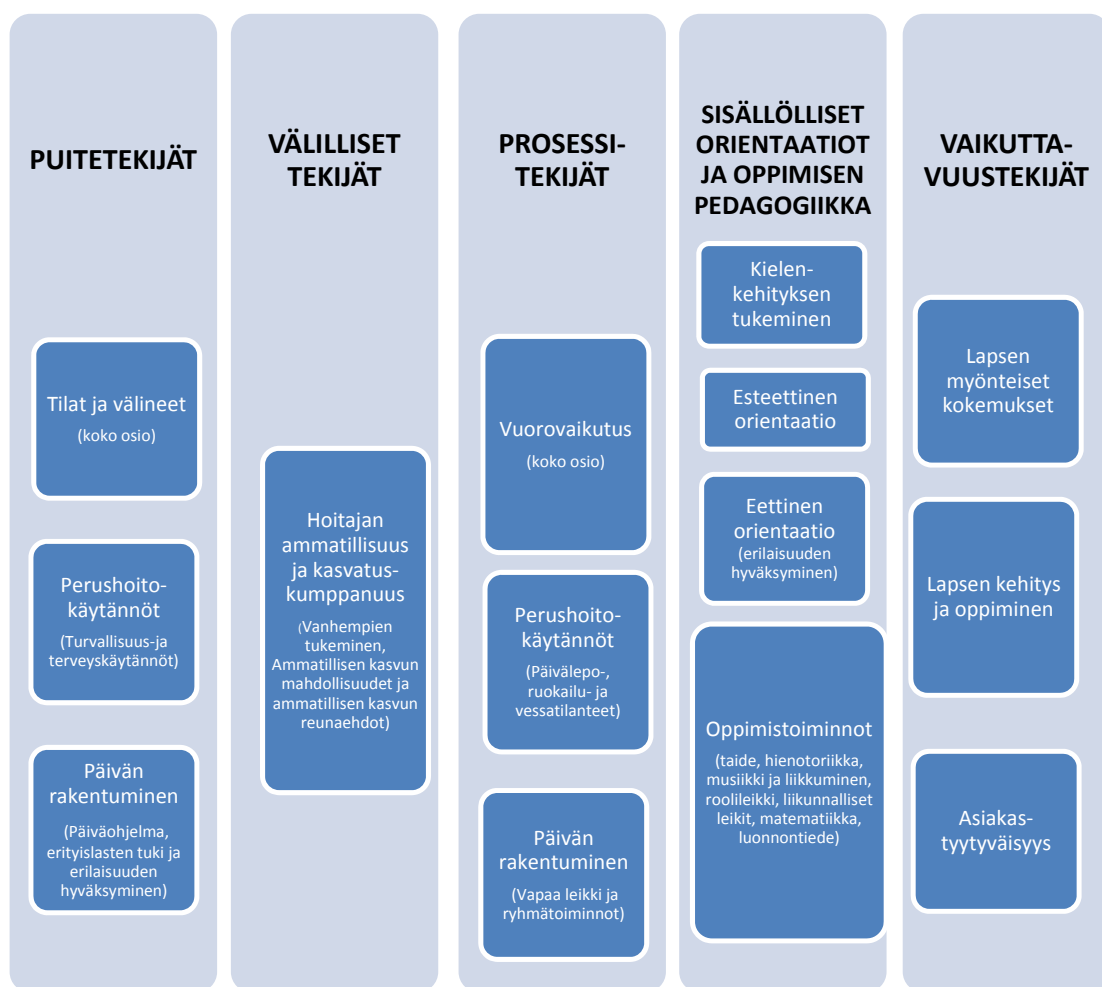 PUITETEKIJÄT
Tilat ja välineet
(koko osio)
Perushoito-
käytännöt
(Turvallisuus-ja
terveyskäytännöt)
Päivän
rakentuminen
(Päiväohjelma,
erityislasten tuki ja
erilaisuuden
hyväksyminen)
VÄLILLISET
TEKIJÄT
Hoitajan
ammatillisuus
ja kasvatus-
kumppanuus
(Vanhempien
tukeminen,
Ammatillisen kasvun
mahdollisuudet ja
ammatillisen kasvun
reunaehdot)
PROSESSI-
TEKIJÄT
Vuorovaikutus
(koko osio)
Perushoito-
käytännöt
(Päivälepo-,
ruokailu- ja
vessatilanteet)
Päivän
rakentuminen
(Vapaa leikki ja
ryhmätoiminnot)
SISÄLLÖLLISET
ORIENTAATIOT
JA OPPIMISEN
PEDAGOGIIKKA
Kielen-
kehityksen
tukeminen
Esteettinen
orientaatio
Eettinen
orientaatio
(erilaisuuden
hyväksyminen)
Oppimistoiminnot
(taide, hienotoriikka,
musiikki ja liikkuminen,
roolileikki, liikunnalliset
leikit, matematiikka,
luonnontiede)
VAIKUTTA-
VUUSTEKIJÄT
Lapsen
myönteiset
kokemukset
Lapsen kehitys
ja oppiminen
Asiakas-
tyytyväisyys